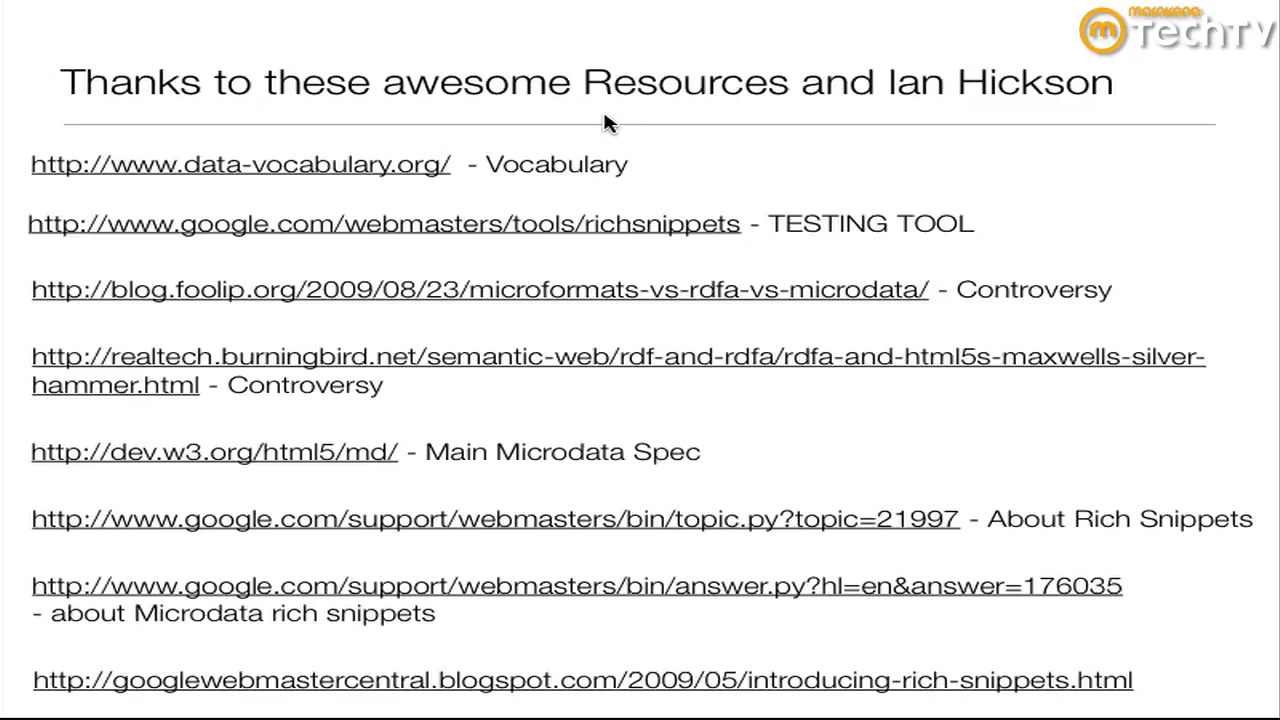 marakana
TechTV
Thanks to these awesome Resources and Ian Hickson
http://www.data-vocabulary.org/ - Vocabulary
http://www.google.com/webmasters/tools/richsnippets - TESTING TOOL
http://blog.foolip.org/2009/08/23/microformats-vs-rdfa-vs-microdata/ - Controversy
http://realtech.burningbird.net/semantic-web/rdf-and-rdfa/rdfa-and-html5s-maxwells-silver-
hammer.html - Controversy
http://dev.w3.org/html5/md/ - Main Microdata Spec
http://www.google.com/support/webmasters/bin/topic.py?topic=21997 - About Rich Snippets
http://www.google.com/support/webmasters/bin/answer.py?hl=en&answer=176035
- about Microdata rich snippets
http://googlewebmastercentral.blogspot.com/2009/05/introducing-rich-snippets.html